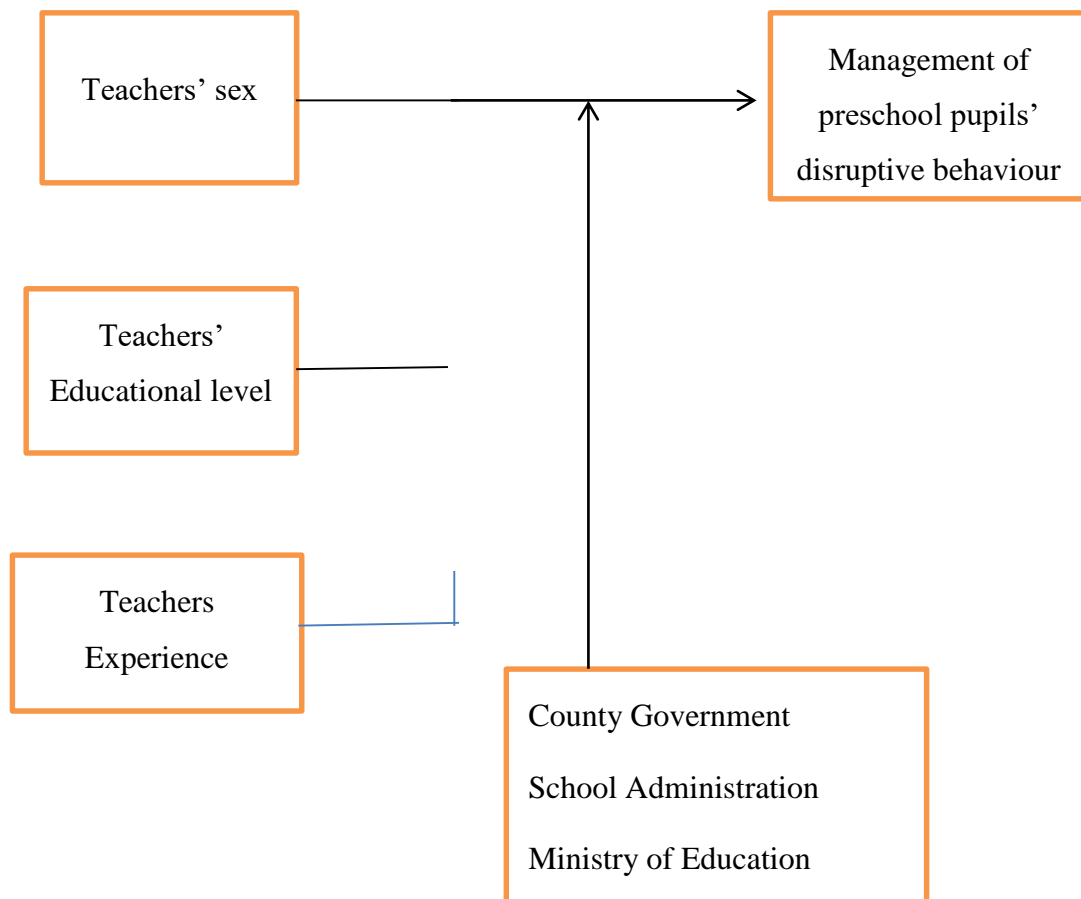 Teachers’ sex
Management of
preschool pupils’
disruptive behaviour
Teachers’
Educational level
Teachers
Experience
County Government
School Administration
Ministry of Education